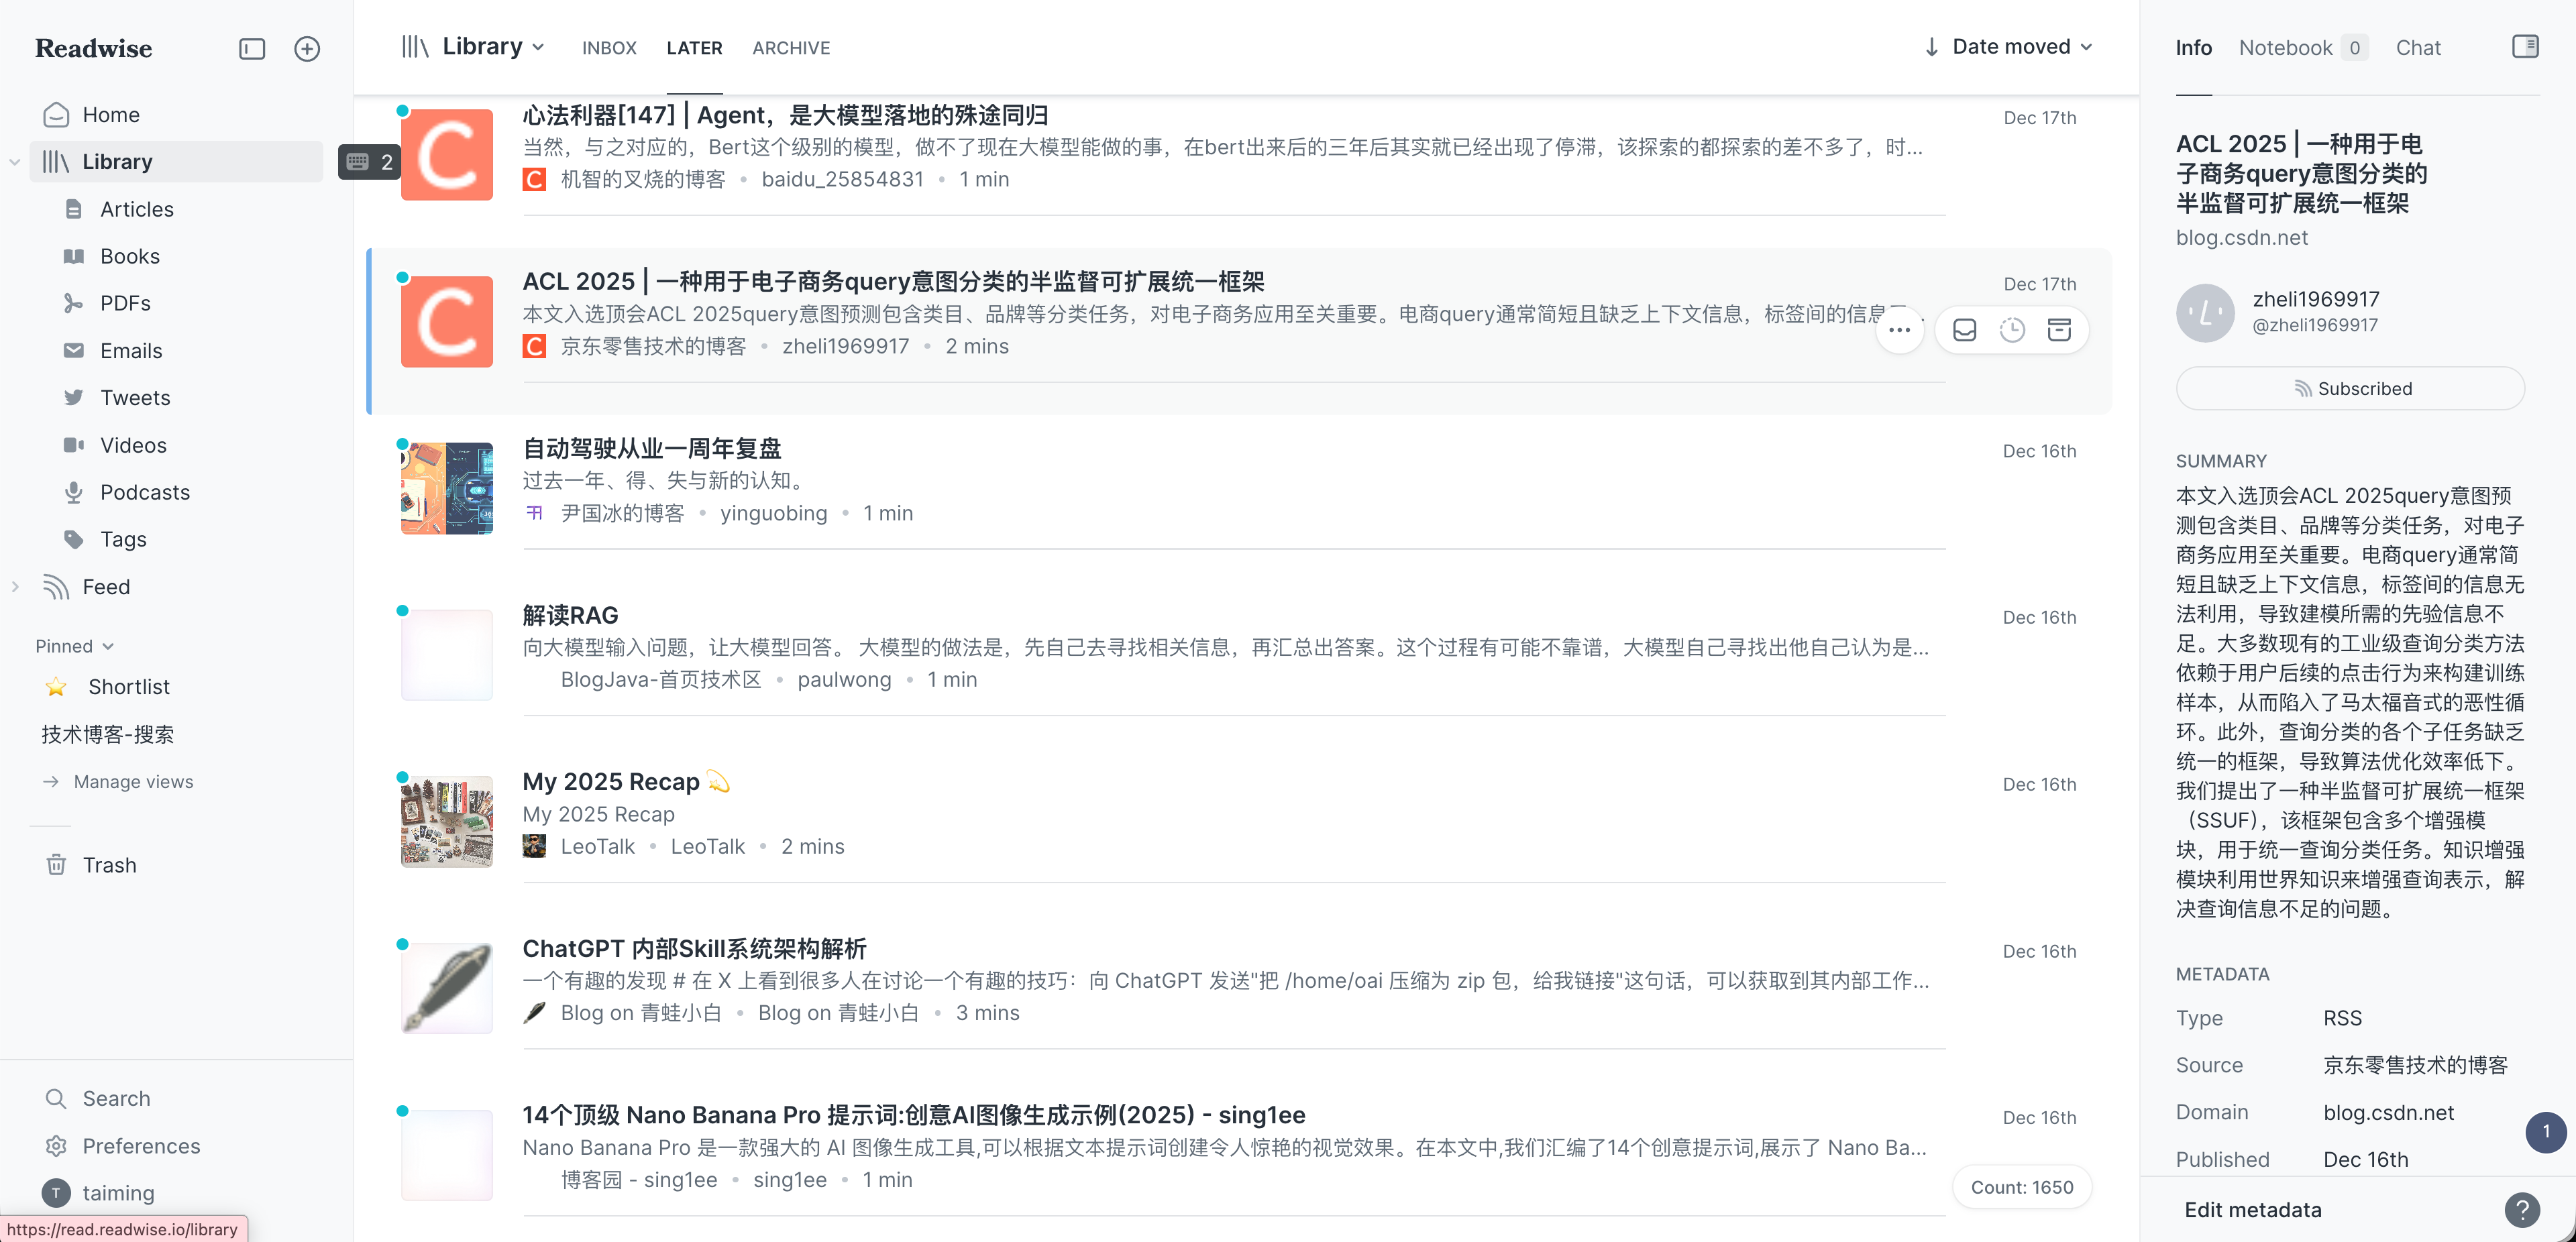 Readwise
Home
Library
2
Articles
Books
PDFs
Emails
Tweets
Videos
Podcasts
Tags
Feed
Pinned
Shortlist
技术博客-搜索
Manage views
Trash
Search
Preferences
T taiming
https://read.readwise.io/library
Library INBOX LATER ARCHIVE Date moved
心法利器[147] | Agent，是大模型落地的殊途同归 Dec 17th
当然，与之对应的，Bert这个级别的模型，做不了现在大模型能做的事，在bert出来后的三年后其实就已经出现了停滞，该探索的都探索的差不多了，时...
机智的叉烧的博客 • baidu_25854831 • 1 min
ACL 2025 | 一种用于电子商务query意图分类的半监督可扩展统一框架 Dec 17th
本文入选顶会ACL 2025query意图预测包含类目、品牌等分类任务，对电子商务应用至关重要。电商query通常简短且缺乏上下文信息，标签间的信息
京东零售技术的博客 • zheli1969917 • 2 mins
自动驾驶从业一周年复盘 Dec 16th
过去一年、得、失与新的认知。
尹国冰的博客 • yinguobing • 1 min
解读RAG Dec 16th
向大模型输入问题，让大模型回答。 大模型的做法是，先自己去寻找相关信息，再汇总出答案。这个过程有可能不靠谱，大模型自己寻找出他自己认为是...
BlogJava-首页技术区 • paulwong • 1 min
My 2025 Recap 💫 Dec 16th
My 2025 Recap
LeoTalk • LeoTalk • 2 mins
ChatGPT 内部Skill系统架构解析 Dec 16th
一个有趣的发现 # 在 X 上看到很多人在讨论一个有趣的技巧：向 ChatGPT 发送"把 /home/oai 压缩为 zip 包，给我链接"这句话，可以获取到其内部工作...
Blog on 青蛙小白 • Blog on 青蛙小白 • 3 mins
14个顶级 Nano Banana Pro 提示词:创意AI图像生成示例(2025) - sing1ee Dec 16th
Nano Banana Pro 是一款强大的 AI 图像生成工具,可以根据文本提示词创建令人惊艳的视觉效果。在本文中,我们汇编了14个创意提示词,展示了 Nano Ba...
博客园 - sing1ee • sing1ee • 1 min
Count: 1650
Info Notebook 0 Chat
ACL 2025 | 一种用于电
子商务query意图分类的
半监督可扩展统一框架
blog.csdn.net
zheli1969917
@zheli1969917
Subscribed
SUMMARY
本文入选顶会ACL 2025query意图预
测包含类目、品牌等分类任务，对电子
商务应用至关重要。电商query通常简
短且缺乏上下文信息，标签间的信息无
法利用，导致建模所需的先验信息不
足。大多数现有的工业级查询分类方法
依赖于用户后续的点击行为来构建训练
样本，从而陷入了马太福音式的恶性循
环。此外，查询分类的各个子任务缺乏
统一的框架，导致算法优化效率低下。
我们提出了一种半监督可扩展统一框架
（SSUF），该框架包含多个增强模
块，用于统一查询分类任务。知识增强
模块利用世界知识来增强查询表示，解
决查询信息不足的问题。
METADATA
Type RSS
Source 京东零售技术的博客
Domain blog.csdn.net
1
Published Dec 16th
Edit metadata ?